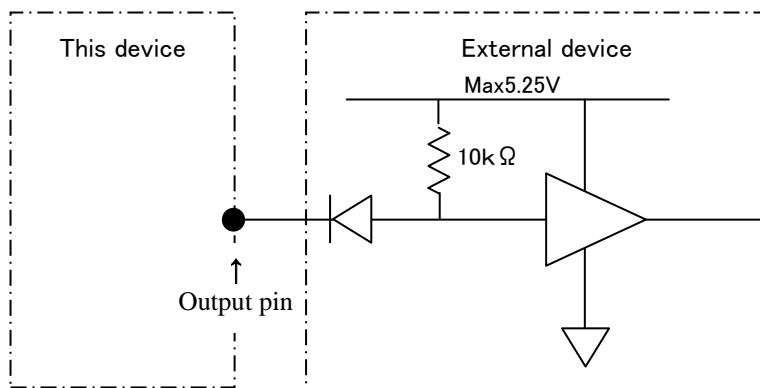 This device
External device
Max5.25V
10kΩ
↑
Output pin